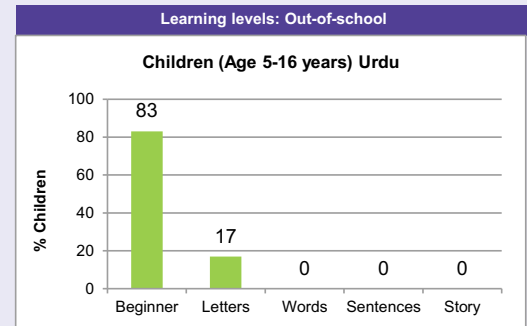 Learning levels: Out-of-school
Children (Age 5-16 years) Urdu
% Children
100
80
60
40
20
0
83
17
0
0
0
Beginner Letters Words Sentences Story